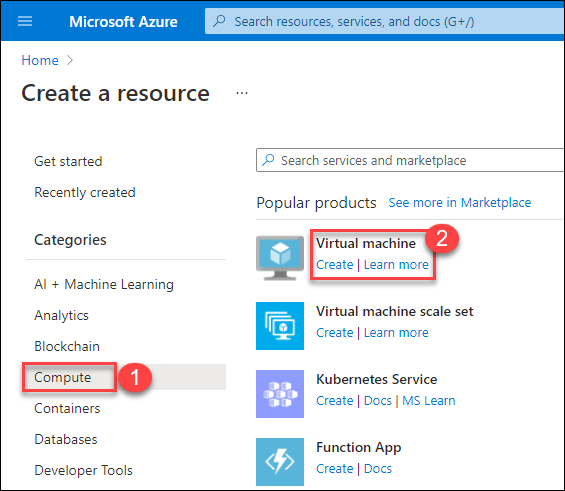 Microsoft Azure
Search resources, services, and docs (G+/)
Home >
Create a resource ...
Get started
Recently created
Categories
AI + Machine Learning
Analytics
Blockchain
Compute
1
Containers
Databases
Developer Tools
Search services and marketplace
Popular products See more in Marketplace
Virtual machine
2
Create | Learn more
Virtual machine scale set
Create | Learn more
Kubernetes Service
Create | Docs | MS Learn
Function App
Create | Docs